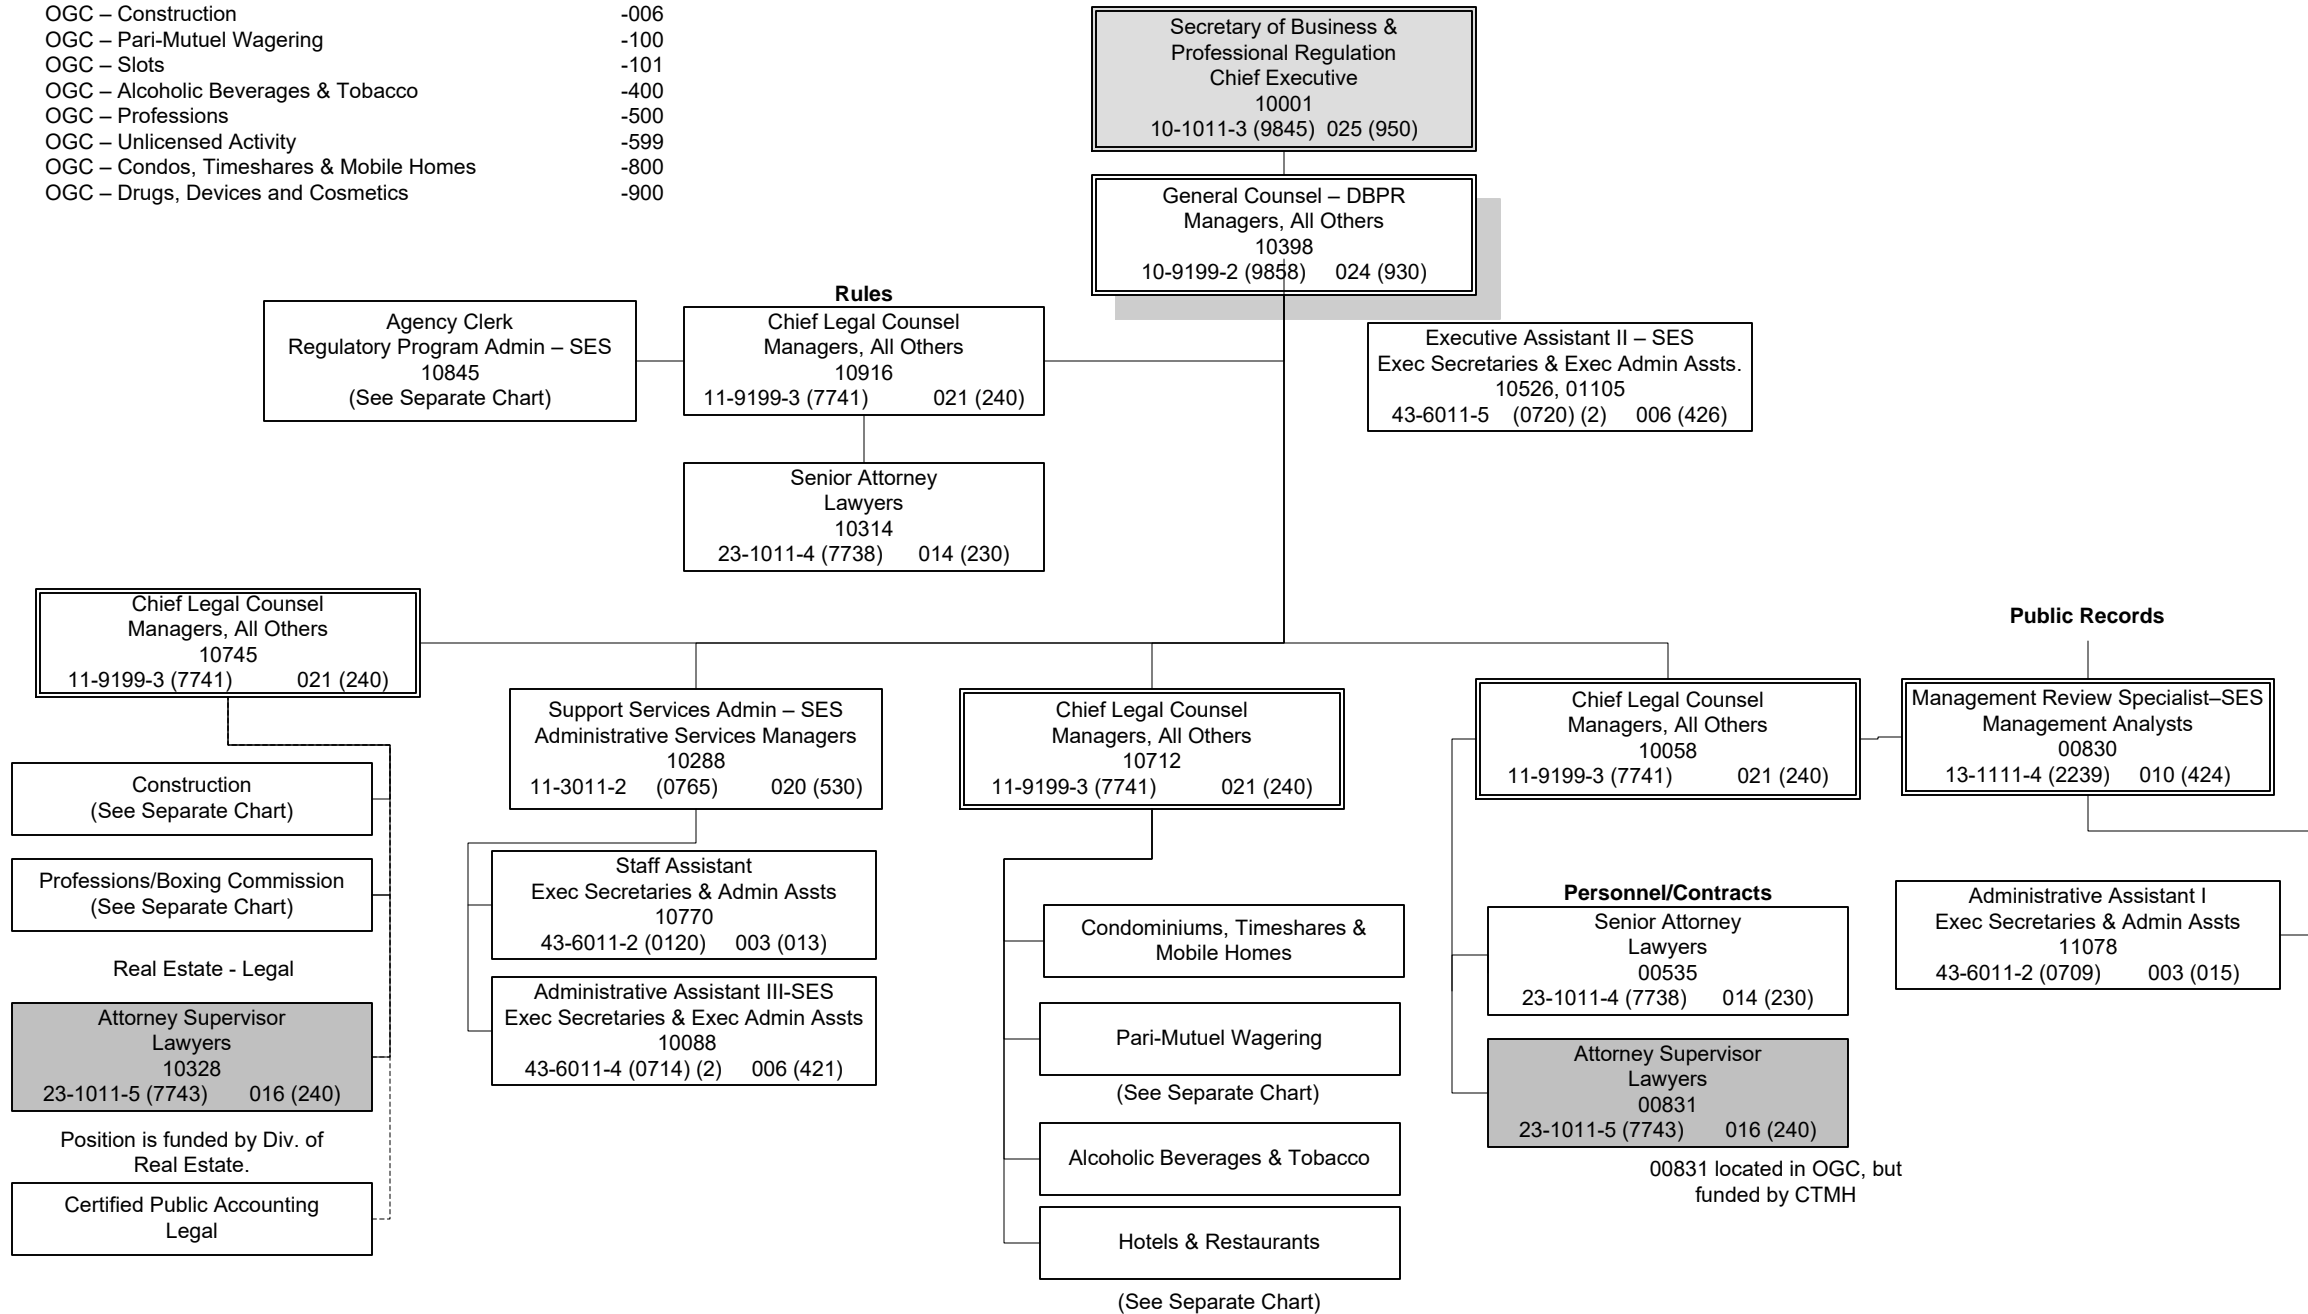 OGC – Construction -006
OGC – Pari-Mutuel Wagering -100
OGC – Slots -101
OGC – Alcoholic Beverages & Tobacco -400
OGC – Professions -500
OGC – Unlicensed Activity -599
OGC – Condos, Timeshares & Mobile Homes -800
OGC – Drugs, Devices and Cosmetics -900
Secretary of Business &
Professional Regulation
Chief Executive
10001
10-1011-3 (9845) 025 (950)
General Counsel – DBPR
Managers, All Others
10398
10-9199-2 (9858) 024 (930)
Agency Clerk
Regulatory Program Admin – SES
10845
(See Separate Chart)
Rules
Chief Legal Counsel
Managers, All Others
10916
11-9199-3 (7741) 021 (240)
Executive Assistant II – SES
Exec Secretaries & Exec Admin Assts.
10526, 01105
43-6011-5 (0720) (2) 006 (426)
Senior Attorney
Lawyers
10314
23-1011-4 (7738) 014 (230)
Chief Legal Counsel
Managers, All Others
10745
11-9199-3 (7741) 021 (240)
Construction
(See Separate Chart)
Professions/Boxing Commission
(See Separate Chart)
Real Estate - Legal
Attorney Supervisor
Lawyers
10328
23-1011-5 (7743) 016 (240)
Position is funded by Div. of
Real Estate.
Certified Public Accounting
Legal
Support Services Admin – SES
Administrative Services Managers
10288
11-3011-2 (0765) 020 (530)
Staff Assistant
Exec Secretaries & Admin Assts
10770
43-6011-2 (0120) 003 (013)
Administrative Assistant III-SES
Exec Secretaries & Exec Admin Assts
10088
43-6011-4 (0714) (2) 006 (421)
Chief Legal Counsel
Managers, All Others
10712
11-9199-3 (7741) 021 (240)
Condominiums, Timeshares &
Mobile Homes
Pari-Mutuel Wagering
(See Separate Chart)
Alcoholic Beverages & Tobacco
Hotels & Restaurants
(See Separate Chart)
Chief Legal Counsel
Managers, All Others
10058
11-9199-3 (7741) 021 (240)
Personnel/Contracts
Senior Attorney
Lawyers
00535
23-1011-4 (7738) 014 (230)
Attorney Supervisor
Lawyers
00831
23-1011-5 (7743) 016 (240)
00831 located in OGC, but
funded by CTMH
Public Records
Management Review Specialist–SES
Management Analysts
00830
13-1111-4 (2239) 010 (424)
Administrative Assistant I
Exec Secretaries & Admin Assts
11078
43-6011-2 (0709) 003 (015)